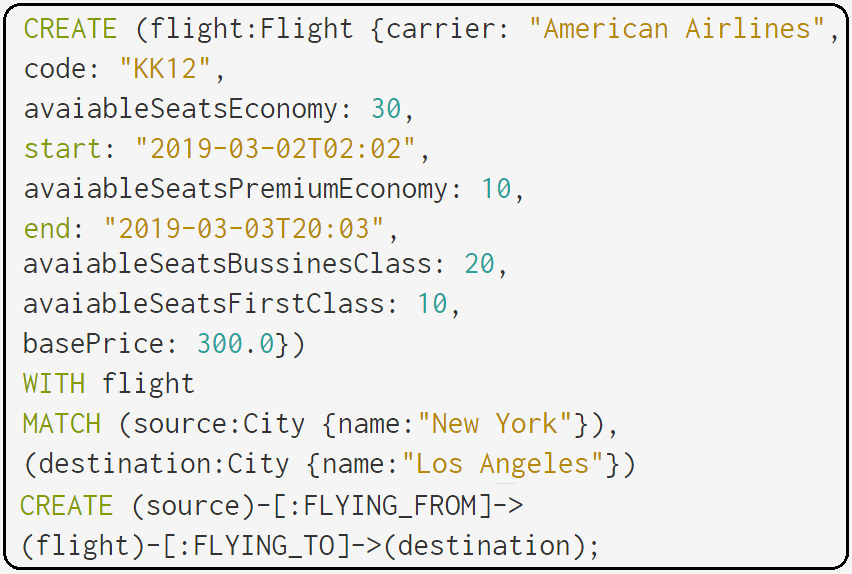 CREATE (flight:Flight {carrier: "American Airlines",
code: "KK12",
avaiableSeatsEconomy: 30,
start: "2019-03-02T02:02",
avaiableSeatsPremiumEconomy: 10,
end: "2019-03-03T20:03",
avaiableSeatsBussinesClass: 20,
avaiableSeatsFirstClass: 10,
basePrice: 300.0})
WITH flight
MATCH (source:City {name:"New York"}),
(destination:City {name:"Los Angeles"})
CREATE (source)-[:FLYING_FROM]->
(flight)-[:FLYING_TO]->(destination);